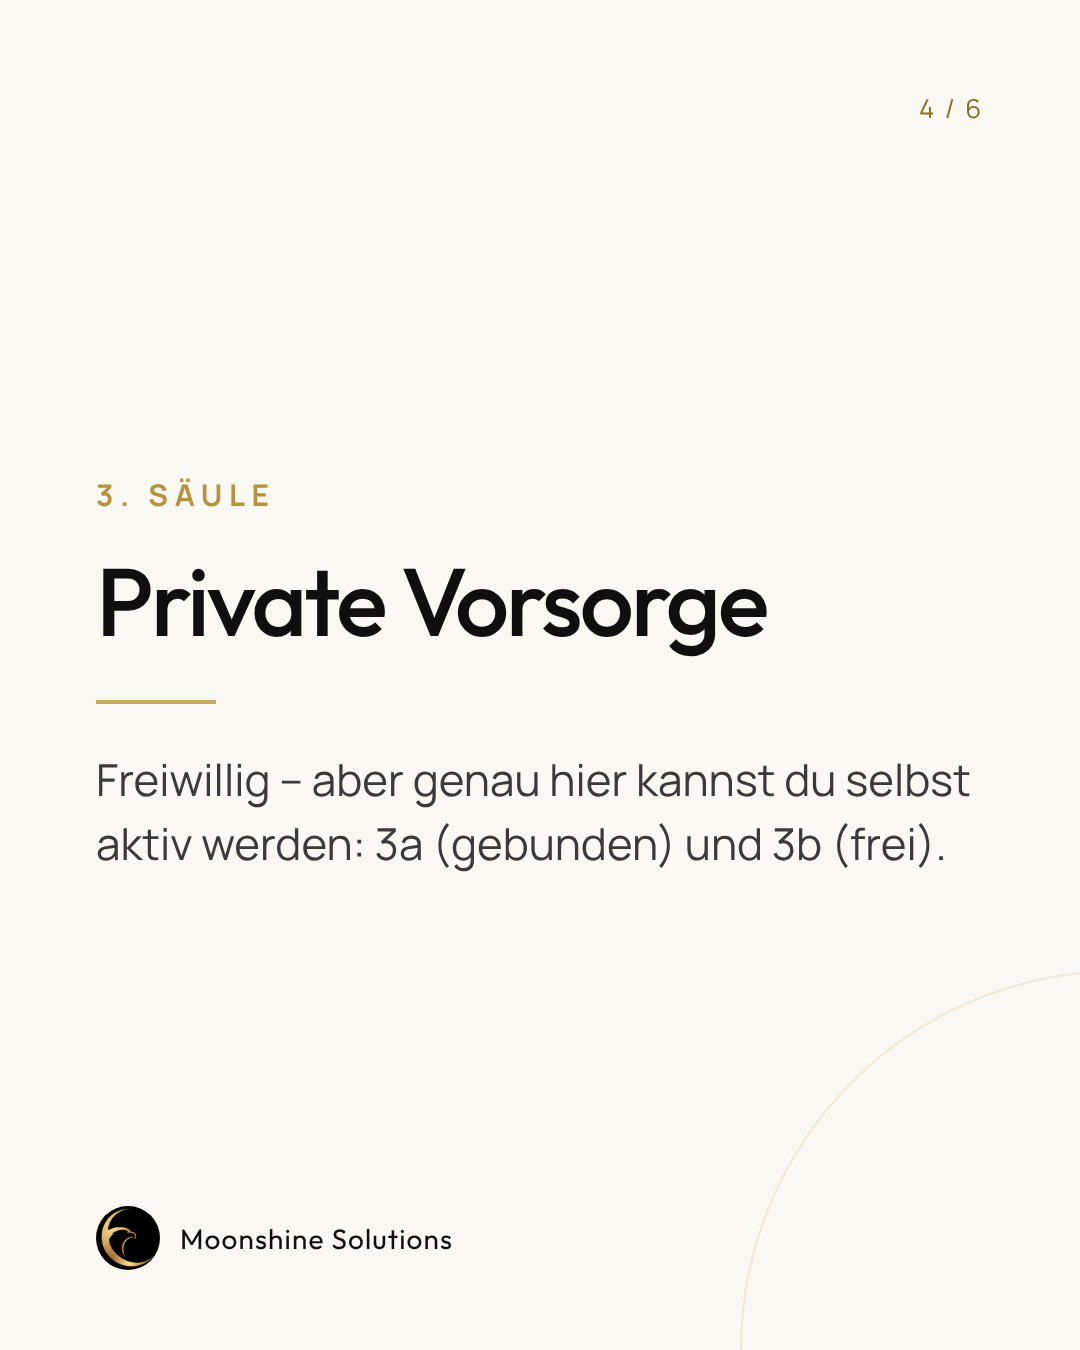 4 / 6
3. SÄULE
Private Vorsorge
Freiwillig – aber genau hier kannst du selbst
aktiv werden: 3a (gebunden) und 3b (frei).
Moonshine Solutions